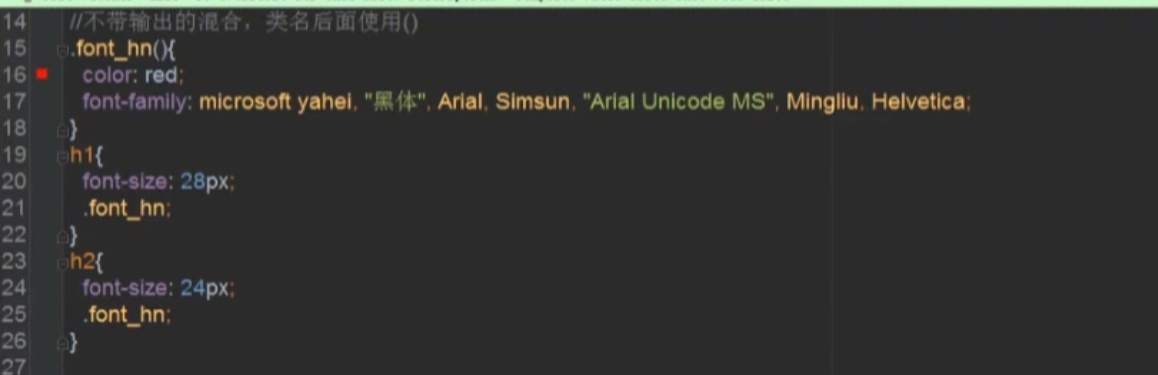 14 //不带输出的混合，类名后面使用()
15 .font_hn(){
16 color: red;
17 font-family: microsoft yahei, "黑体", Arial, Simsun, "Arial Unicode MS", Mingliu, Helvetica;
18 }
19 h1{
20 font-size: 28px;
21 .font_hn;
22 }
23 h2{
24 font-size: 24px;
25 .font_hn;
26 }
27